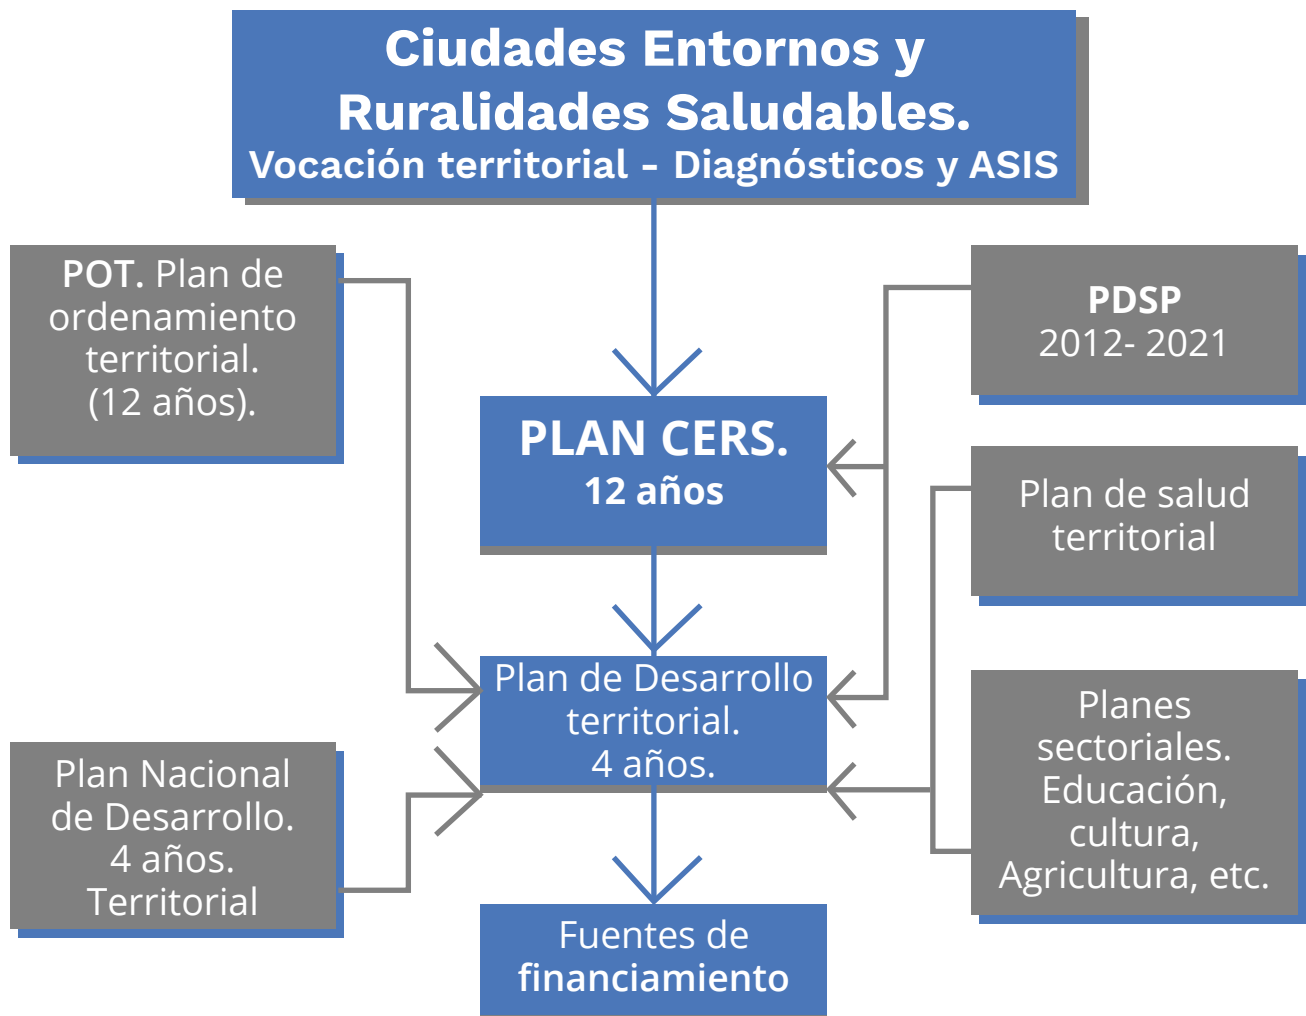 Ciudades Entornos y
Ruralidades Saludables.
Vocación territorial - Diagnósticos y ASIS
POT. Plan de
ordenamiento
territorial.
(12 años).
PDSP
2012- 2021
PLAN CERS.
12 años
Plan de salud
territorial
Plan de Desarrollo
territorial.
4 años.
Plan Nacional
de Desarrollo.
4 años.
Territorial
Planes
sectoriales.
Educación,
cultura,
Agricultura, etc.
Fuentes de
financiamiento